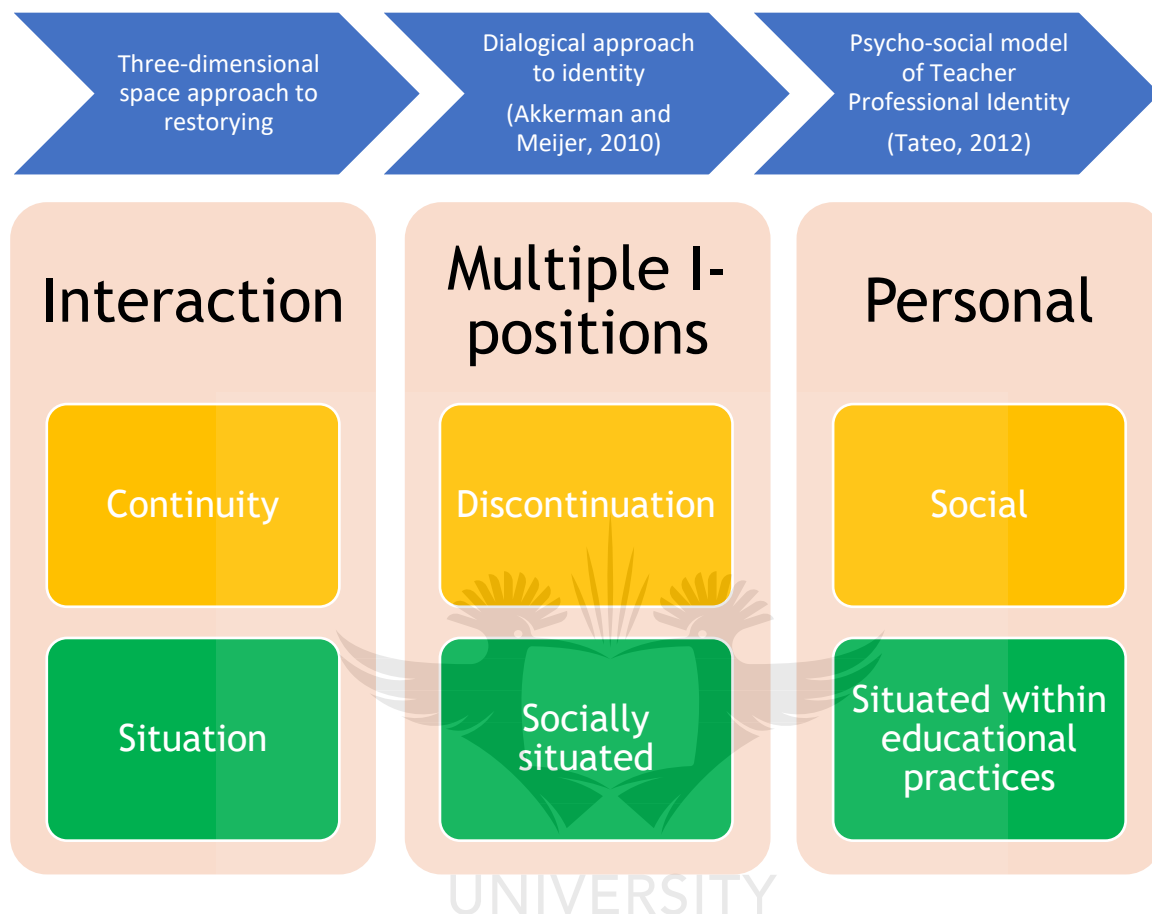 Three-dimensional
space approach to
restorying
Dialogical approach
to identity
(Akkerman and
Meijer, 2010)
Psycho-social model
of Teacher
Professional Identity
(Tateo, 2012)
Interaction
Continuity
Situation
Multiple I-
positions
Discontinuation
Socially
situated
Personal
Social
Situated within
educational
practices
UNIVERSITY